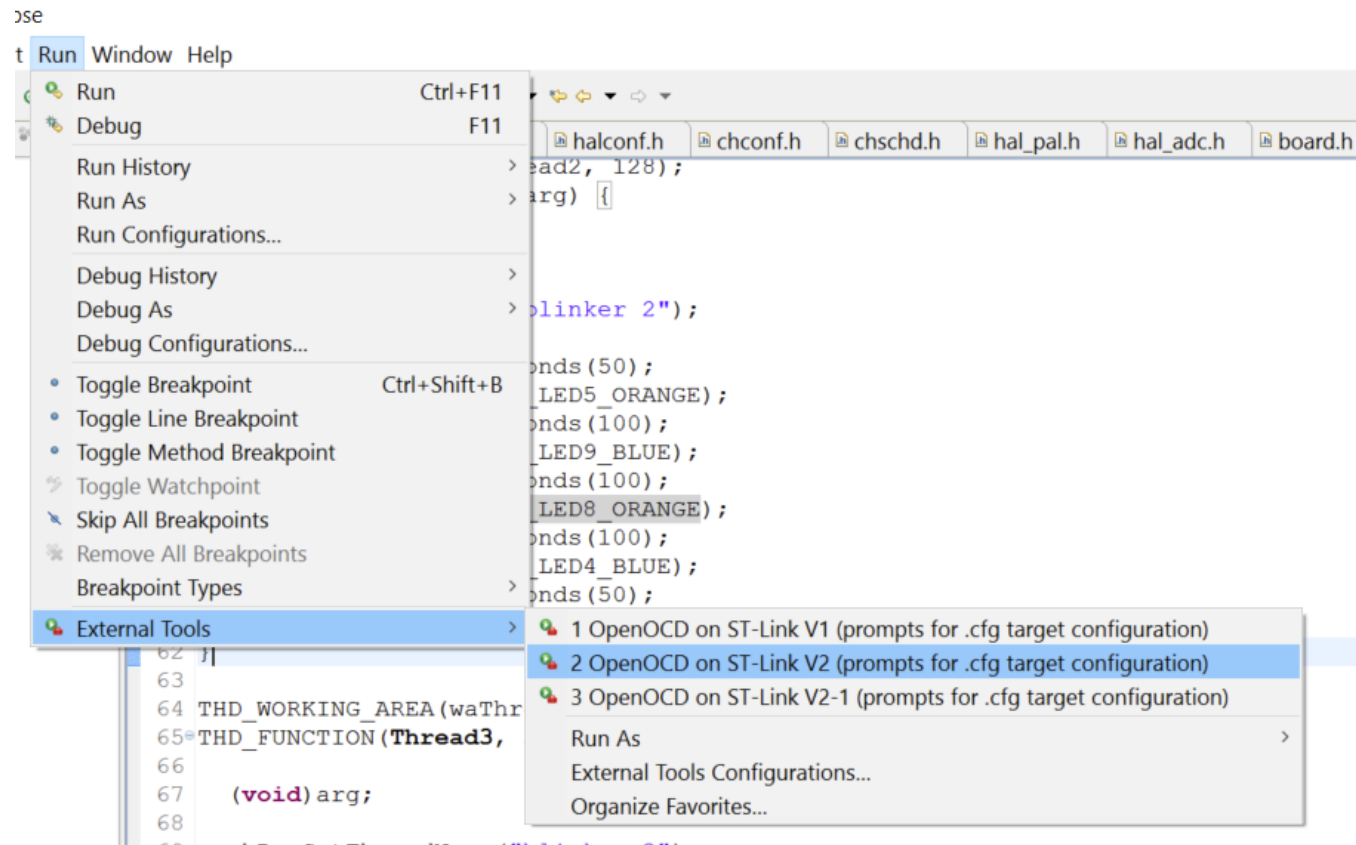 ose
t Run Window Help
Run Ctrl+F11
Debug F11
Run History
Run As
Run Configurations...
Debug History
Debug As
Debug Configurations...
Toggle Breakpoint Ctrl+Shift+B
Toggle Line Breakpoint
Toggle Method Breakpoint
Toggle Watchpoint
Skip All Breakpoints
Remove All Breakpoints
Breakpoint Types
External Tools
1 OpenOCD on ST-Link V1 (prompts for .cfg target configuration)
2 OpenOCD on ST-Link V2 (prompts for .cfg target configuration)
3 OpenOCD on ST-Link V2-1 (prompts for .cfg target configuration)
Run As
External Tools Configurations...
Organize Favorites...
halconf.h chconf.h chschd.h hal_pal.h hal_adc.h board.h
ead2, 128);
arg) {
blinker 2");
onds(50);
_LED5_ORANGE);
onds(100);
_LED9_BLUE);
onds(100);
_LED8_ORANGE);
onds(100);
_LED4_BLUE);
onds(50);
62 }
63
64 THD_WORKING_AREA(waThr
65 THD_FUNCTION(Thread3,
66
67 (void)arg;
68